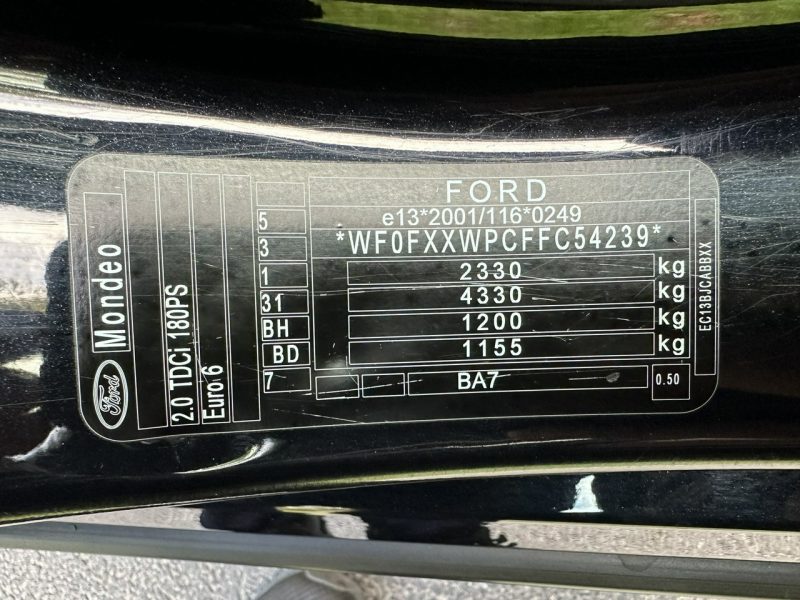 Ford
Mondeo
2.0 TDCi 180PS
Euro 6
5
3
1
31
BH
BD
7
FORD
e13*2001/116*0249
*WF0FXXWPCFFC54239*
2330 kg
4330 kg
1200 kg
1155 kg
BA7
0.50
EC13BJCABBXX